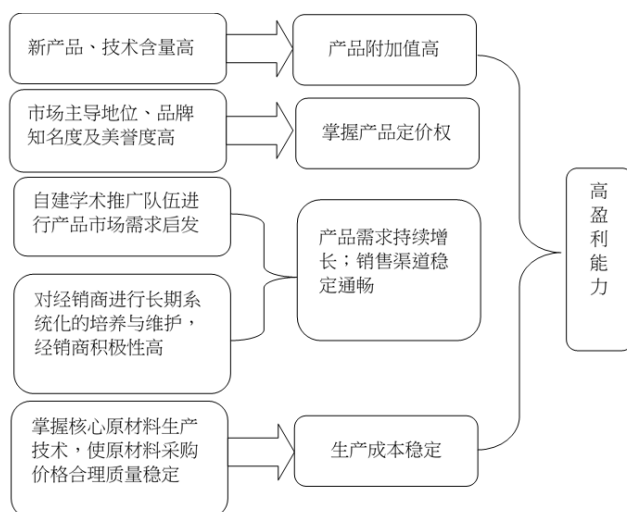 新产品、技术含量高
产品附加值高
市场主导地位、品牌
知名度及美誉度高
掌握产品定价权
自建学术推广队伍进
行产品市场需求启发
对经销商进行长期系
统化的培养与维护，
经销商积极性高
产品需求持续增
长；销售渠道稳
定通畅
掌握核心原材料生产
技术，使原材料采购
价格合理质量稳定
生产成本稳定
高
盈
利
能
力